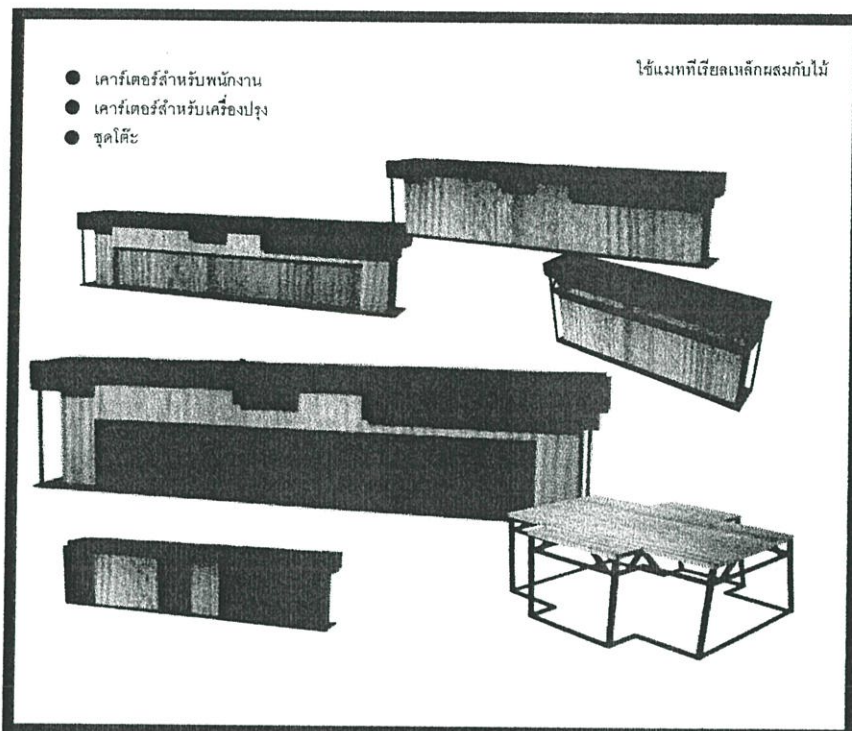 เคาร์เตอร์สำหรับพนักงาน
เคาร์เตอร์สำหรับเครื่องปรุง
ชุดโต๊ะ
ใช้แมททีเรียลเหล็กผสมกับไม้